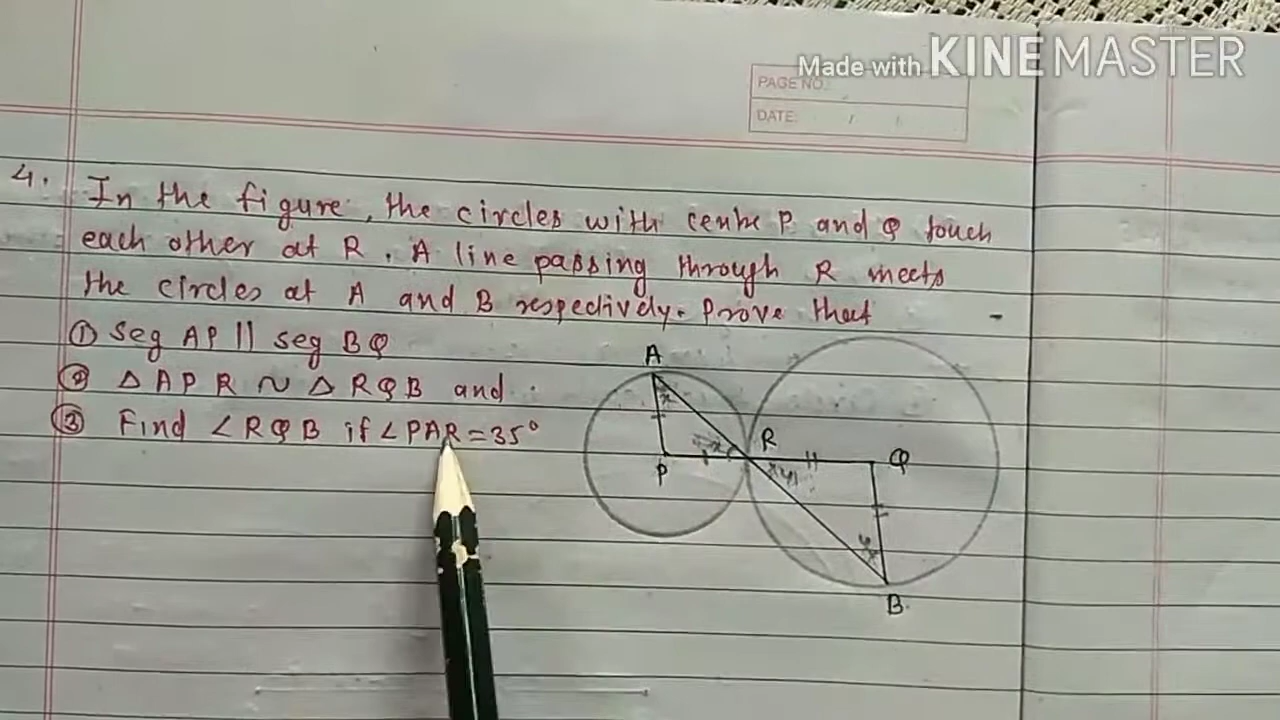 Made with KINEMASTER
PAGE NO.:
DATE: / /
4. In the figure, the circles with centre P and Q touch
each other at R. A line passing through R meets
the circles at A and B respectively. Prove that -
① Seg AP || seg BQ
② △ APR ~ △ RQB and
③ Find ∠RQB if ∠PAR = 35°
A
x
R
x
P
Q
B